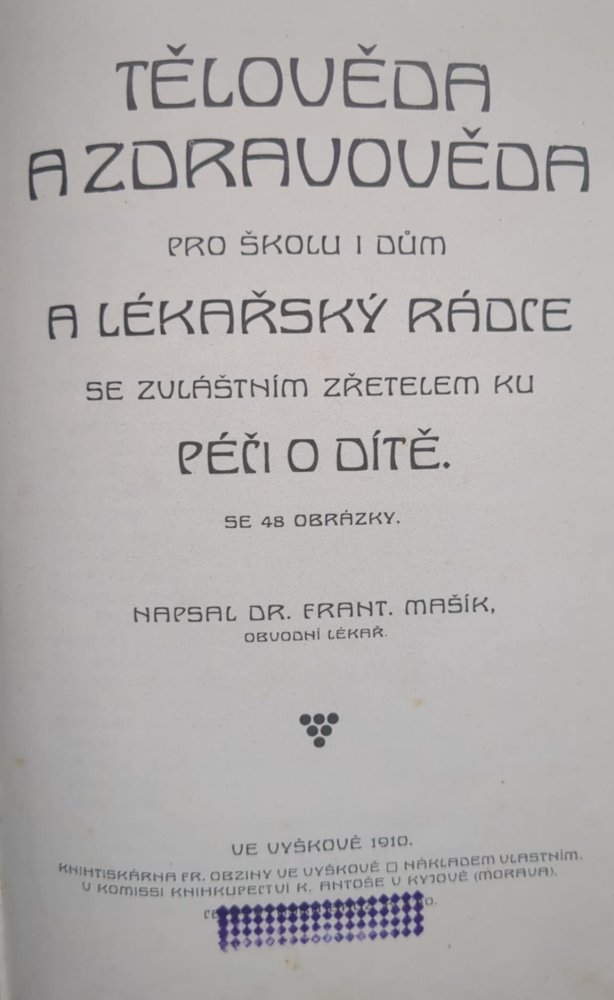 TĚLOVĚDA
A ZDRAVOVĚDA
PRO ŠKOLU I DŮM
A LÉKAŘSKÝ RÁDCE
SE ZVLÁŠTNÍM ZŘETELEM KU
PÉČI O DÍTĚ.
SE 48 OBRÁZKY.
NAPSAL DR. FRANT. MAŠÍK,
OBVODNÍ LÉKAŘ.
VE VYŠKOVĚ 1910.
KNIHTISKÁRNA FR. OBZINY VE VYŠKOVĚ □ NÁKLADEM VLASTNÍM.
V KOMISSI KNIHKUPECTVÍ K. ANTOŠE V KYJOVĚ (MORAVA).